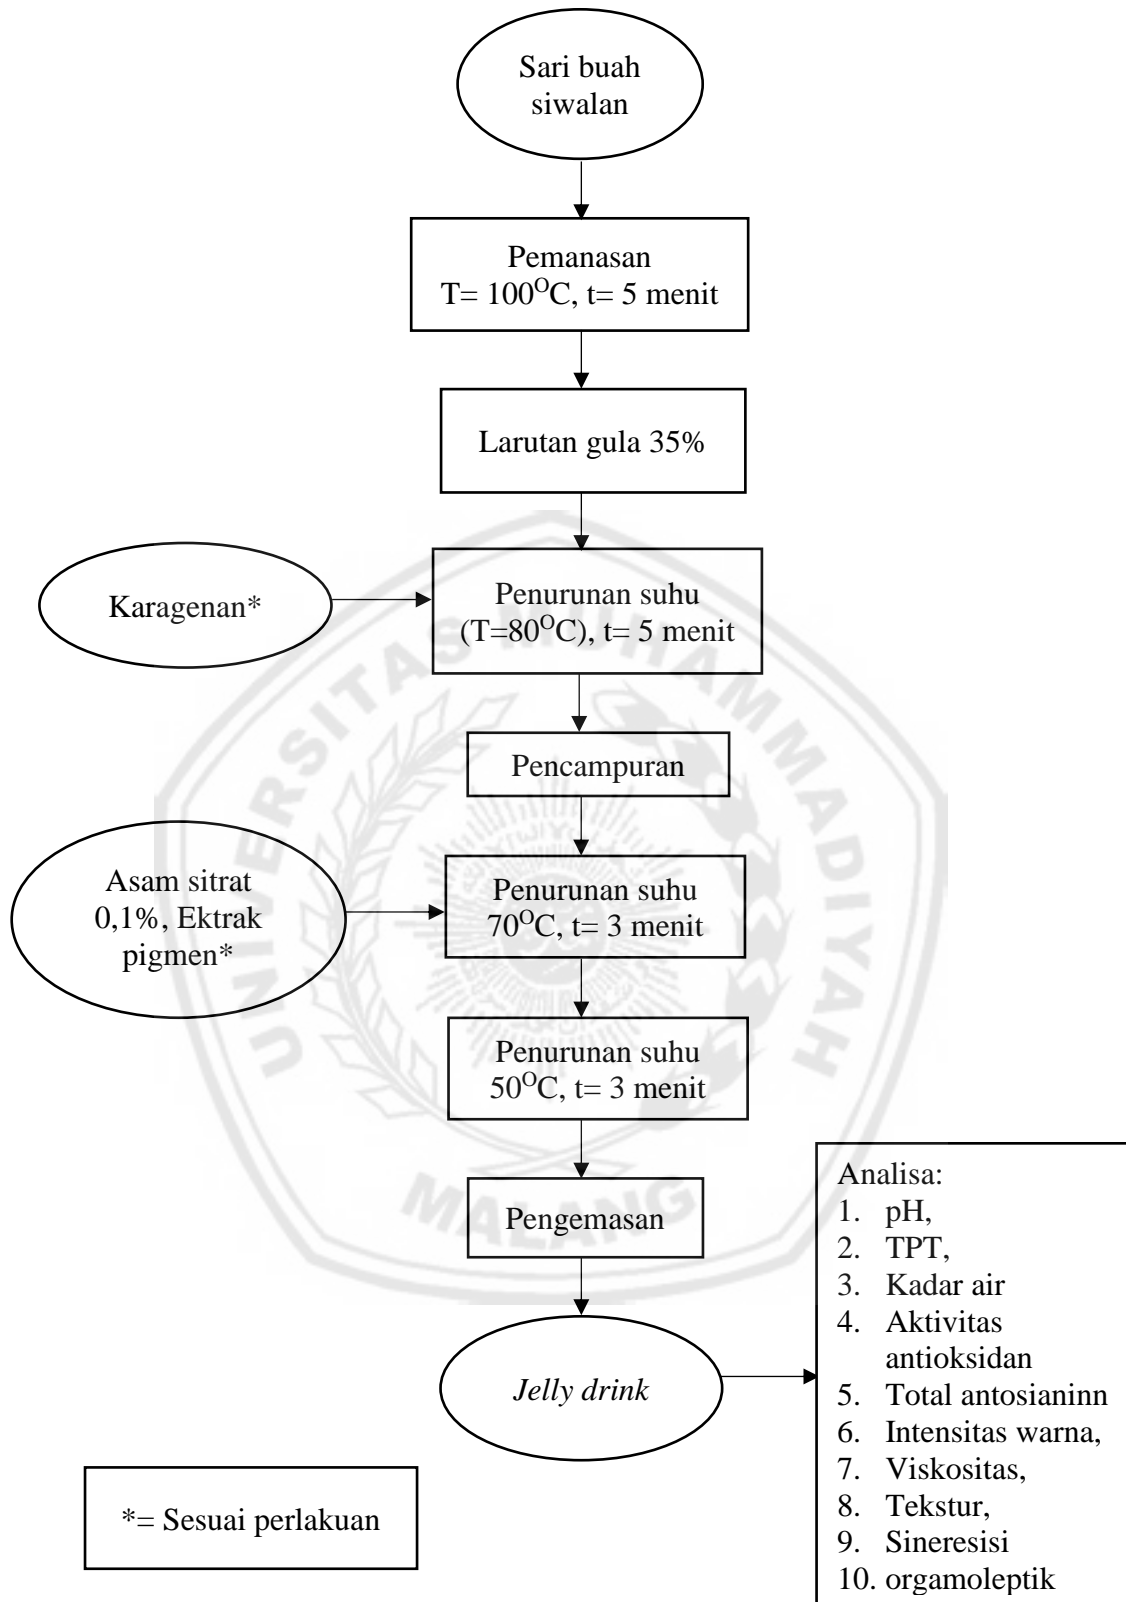 Sari buah
siwalan
Pemanasan
T= 100ᴼC, t= 5 menit
Larutan gula 35%
Karagenan*
Penurunan suhu
(T=80ᴼC), t= 5 menit
Pencampuran
Asam sitrat
0,1%, Ektrak
pigmen*
Penurunan suhu
70ᴼC, t= 3 menit
Penurunan suhu
50ᴼC, t= 3 menit
Pengemasan
Jelly drink
Analisa:
1. pH,
2. TPT,
3. Kadar air
4. Aktivitas
antioksidan
5. Total antosianinn
6. Intensitas warna,
7. Viskositas,
8. Tekstur,
9. Sineresisi
10. orgamoleptik
*= Sesuai perlakuan
UNIVERSITAS MUHAMMADIYAH
MALANG